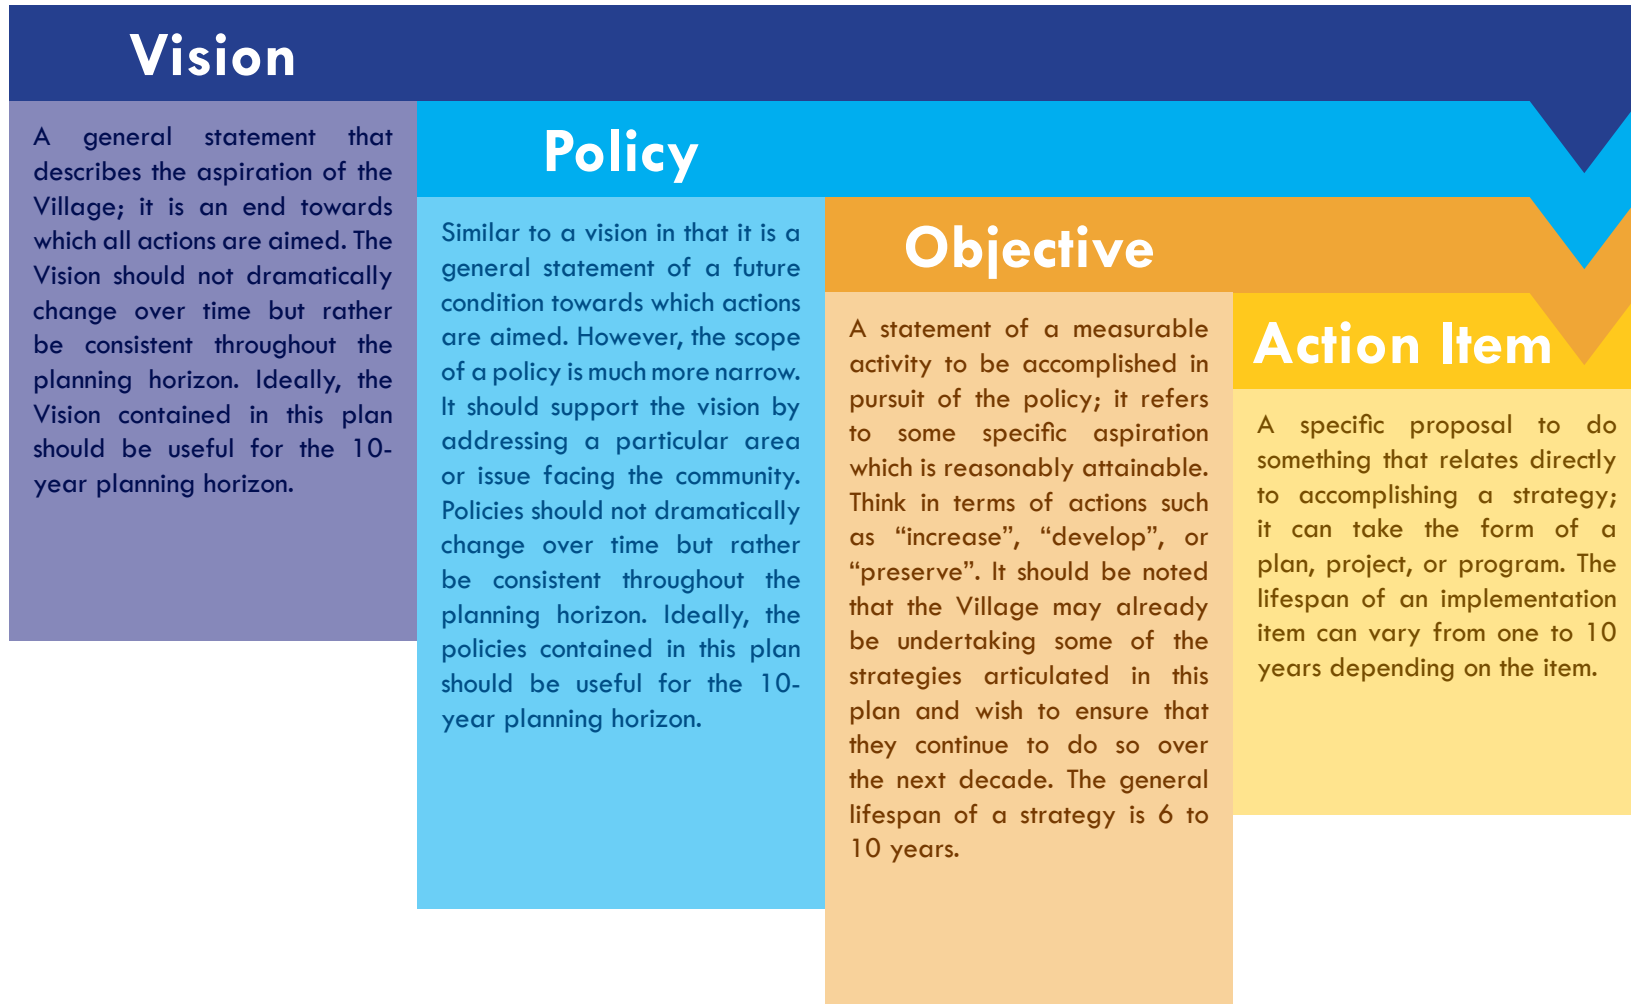 Vision
A general statement that
describes the aspiration of the
Village; it is an end towards
which all actions are aimed. The
Vision should not dramatically
change over time but rather
be consistent throughout the
planning horizon. Ideally, the
Vision contained in this plan
should be useful for the 10-
year planning horizon.
Policy
Similar to a vision in that it is a
general statement of a future
condition towards which actions
are aimed. However, the scope
of a policy is much more narrow.
It should support the vision by
addressing a particular area
or issue facing the community.
Policies should not dramatically
change over time but rather
be consistent throughout the
planning horizon. Ideally, the
policies contained in this plan
should be useful for the 10-
year planning horizon.
Objective
A statement of a measurable
activity to be accomplished in
pursuit of the policy; it refers
to some specific aspiration
which is reasonably attainable.
Think in terms of actions such
as “increase”, “develop”, or
“preserve”. It should be noted
that the Village may already
be undertaking some of the
strategies articulated in this
plan and wish to ensure that
they continue to do so over
the next decade. The general
lifespan of a strategy is 6 to
10 years.
Action Item
A specific proposal to do
something that relates directly
to accomplishing a strategy;
it can take the form of a
plan, project, or program. The
lifespan of an implementation
item can vary from one to 10
years depending on the item.